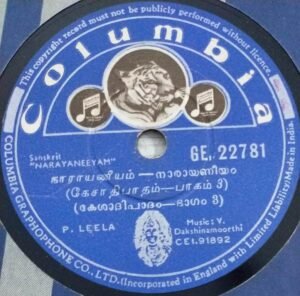 This copyright record must not be publicly performed without licence.
Columbia
Sanskrit
"NARAYANEEYAM"
GE. 22781
நாராயணீயம்—നാരായണീയം
(கேசாதிபாதம்—பாகம் 3)
(കേശാദിപാദം—ഭാഗം 3)
P. LEELA
Music: V.
Dakshinamoorthi
CEI.91892
COLUMBIA GRAPHOPHONE CO. LTD. (Incorporated in England with Limited Liability) Made in India